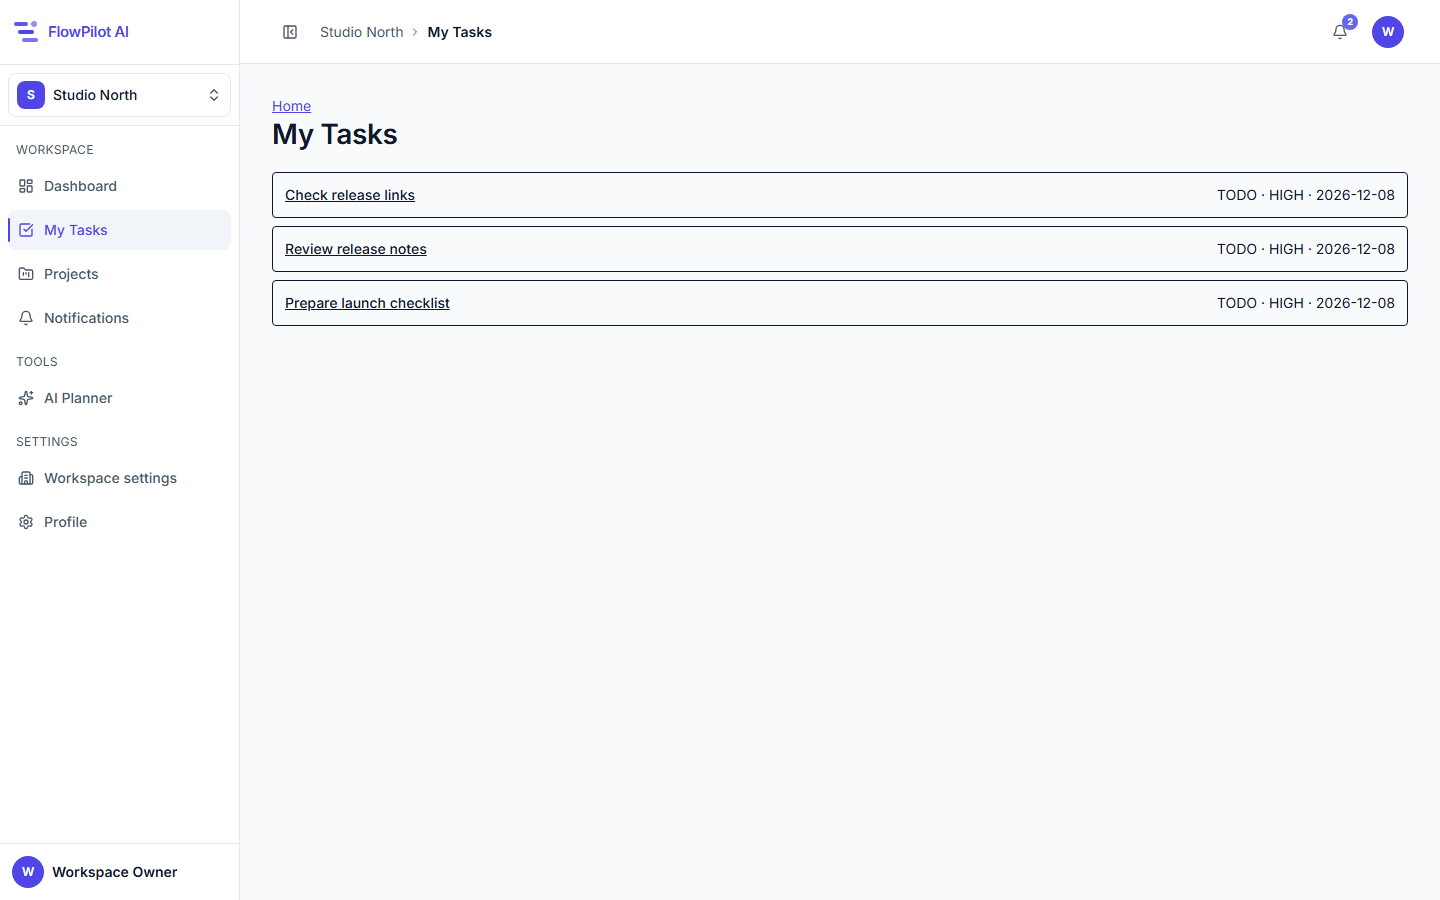 FlowPilot AI
Studio North › My Tasks
2
W
S
Studio North
WORKSPACE
Dashboard
My Tasks
Projects
Notifications
TOOLS
AI Planner
SETTINGS
Workspace settings
Profile
W
Workspace Owner
Home
My Tasks
Check release links
TODO · HIGH · 2026-12-08
Review release notes
TODO · HIGH · 2026-12-08
Prepare launch checklist
TODO · HIGH · 2026-12-08